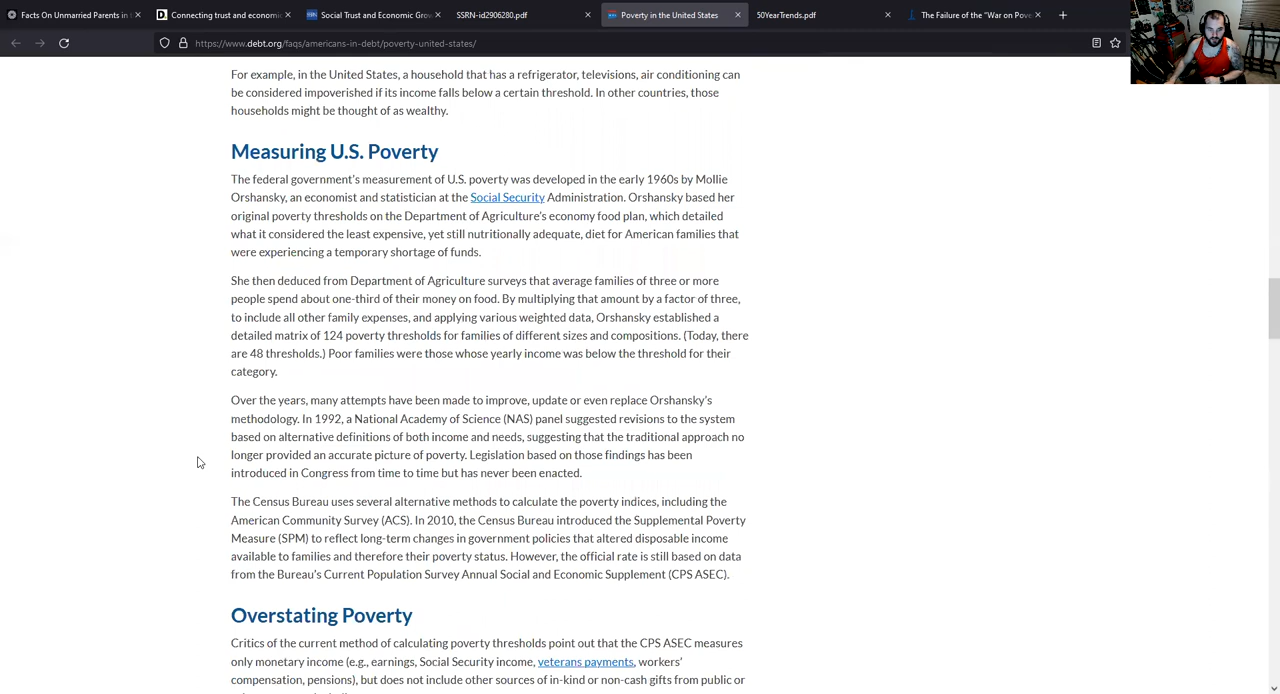 Facts On Unmarried Parents in t
Connecting trust and economic
Social Trust and Economic Grow
SSRN-id2906280.pdf
Poverty in the United States
50YearTrends.pdf
The Failure of the "War on Pove
https://www.debt.org/faqs/americans-in-debt/poverty-united-states/
For example, in the United States, a household that has a refrigerator, televisions, air conditioning can
be considered impoverished if its income falls below a certain threshold. In other countries, those
households might be thought of as wealthy.
Measuring U.S. Poverty
The federal government's measurement of U.S. poverty was developed in the early 1960s by Mollie
Orshansky, an economist and statistician at the Social Security Administration. Orshansky based her
original poverty thresholds on the Department of Agriculture's economy food plan, which detailed
what it considered the least expensive, yet still nutritionally adequate, diet for American families that
were experiencing a temporary shortage of funds.
She then deduced from Department of Agriculture surveys that average families of three or more
people spend about one-third of their money on food. By multiplying that amount by a factor of three,
to include all other family expenses, and applying various weighted data, Orshansky established a
detailed matrix of 124 poverty thresholds for families of different sizes and compositions. (Today, there
are 48 thresholds.) Poor families were those whose yearly income was below the threshold for their
category.
Over the years, many attempts have been made to improve, update or even replace Orshansky's
methodology. In 1992, a National Academy of Science (NAS) panel suggested revisions to the system
based on alternative definitions of both income and needs, suggesting that the traditional approach no
longer provided an accurate picture of poverty. Legislation based on those findings has been
introduced in Congress from time to time but has never been enacted.
The Census Bureau uses several alternative methods to calculate the poverty indices, including the
American Community Survey (ACS). In 2010, the Census Bureau introduced the Supplemental Poverty
Measure (SPM) to reflect long-term changes in government policies that altered disposable income
available to families and therefore their poverty status. However, the official rate is still based on data
from the Bureau's Current Population Survey Annual Social and Economic Supplement (CPS ASEC).
Overstating Poverty
Critics of the current method of calculating poverty thresholds point out that the CPS ASEC measures
only monetary income (e.g., earnings, Social Security income, veterans payments, workers'
compensation, pensions), but does not include other sources of in-kind or non-cash gifts from public or